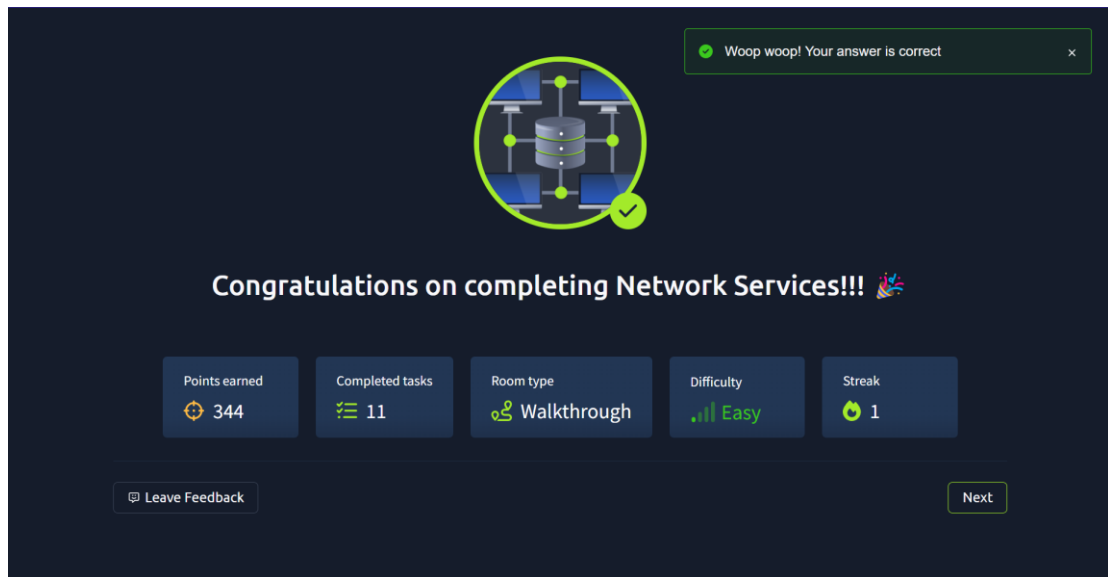 Woop woop! Your answer is correct
Congratulations on completing Network Services!!! 🎉
Points earned
344
Completed tasks
11
Room type
Walkthrough
Difficulty
Easy
Streak
1
Leave Feedback
Next